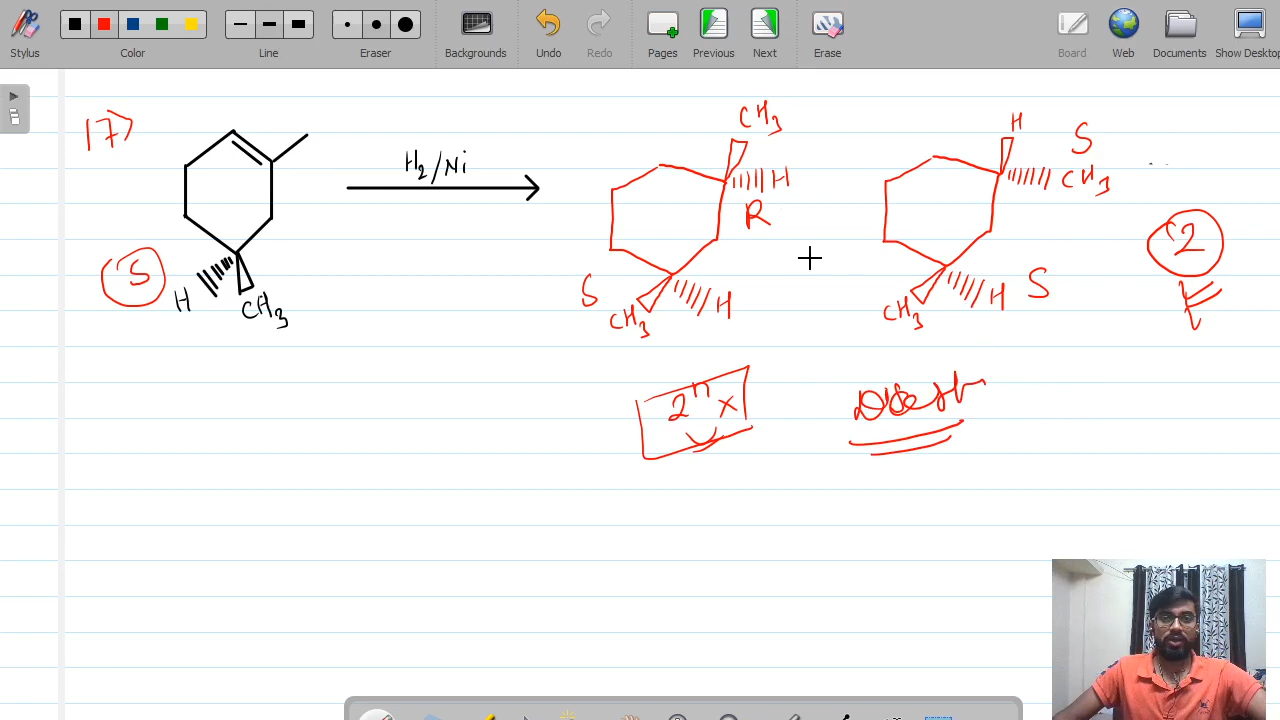 Stylus
Color
Line
Eraser
Backgrounds
Undo
Redo
Pages
Previous
Next
Erase
Board
Web
Documents
Show Desktop
17)
H₂/Ni
S
H
CH₃
CH₃
H
R
S
CH₃
H
+
H
S
CH₃
CH₃
H
S
2
2ⁿ x